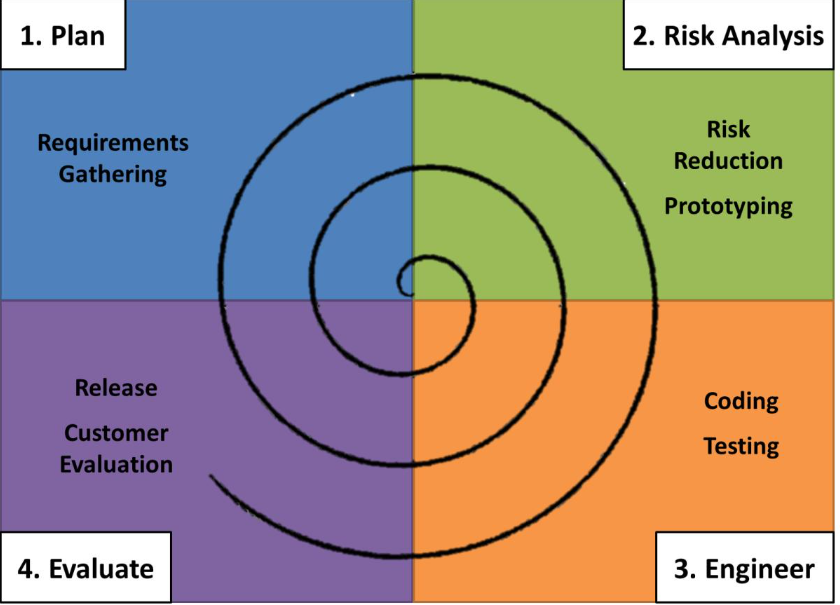 1. Plan
2. Risk Analysis
Requirements
Gathering
Risk
Reduction
Prototyping
Release
Customer
Evaluation
Coding
Testing
4. Evaluate
3. Engineer